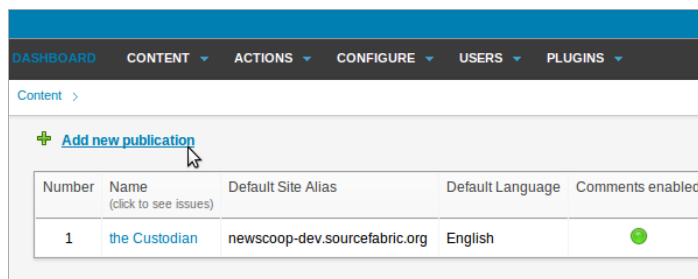 DASHBOARD CONTENT ACTIONS CONFIGURE USERS PLUGINS
Content >
Add new publication
Number Name Default Site Alias Default Language Comments enabled
(click to see issues)
1 the Custodian newscoop-dev.sourcefabric.org English